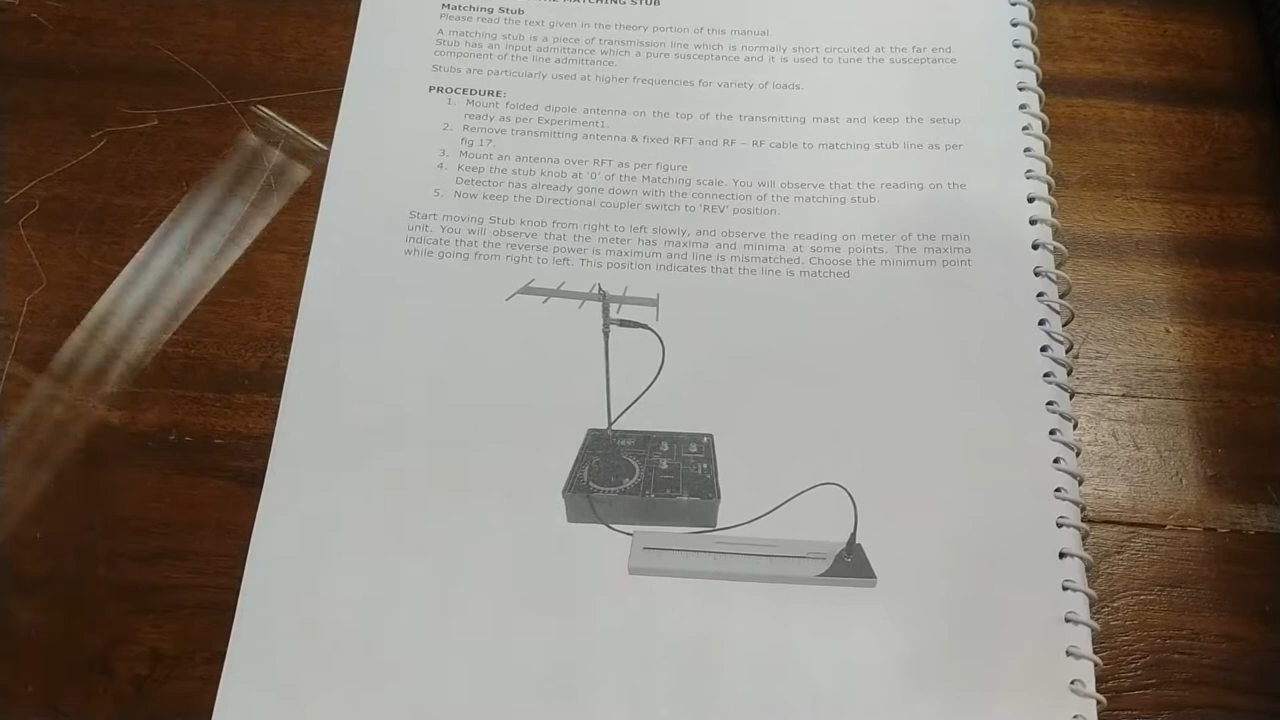 MATCHING STUB
Matching Stub
Please read the text given in the theory portion of this manual.
A matching stub is a piece of transmission line which is normally short circuited at the far end.
Stub has an input admittance which a pure susceptance and it is used to tune the susceptance
component of the line admittance.
Stubs are particularly used at higher frequencies for variety of loads.
PROCEDURE:
1. Mount folded dipole antenna on the top of the transmitting mast and keep the setup
ready as per Experiment1.
2. Remove transmitting antenna & fixed RFT and RF – RF cable to matching stub line as per
fig 17.
3. Mount an antenna over RFT as per figure
4. Keep the stub knob at '0' of the Matching scale. You will observe that the reading on the
Detector has already gone down with the connection of the matching stub.
5. Now keep the Directional coupler switch to 'REV' position.
Start moving Stub knob from right to left slowly, and observe the reading on meter of the main
unit. You will observe that the meter has maxima and minima at some points. The maxima
indicate that the reverse power is maximum and line is mismatched. Choose the minimum point
while going from right to left. This position indicates that the line is matched